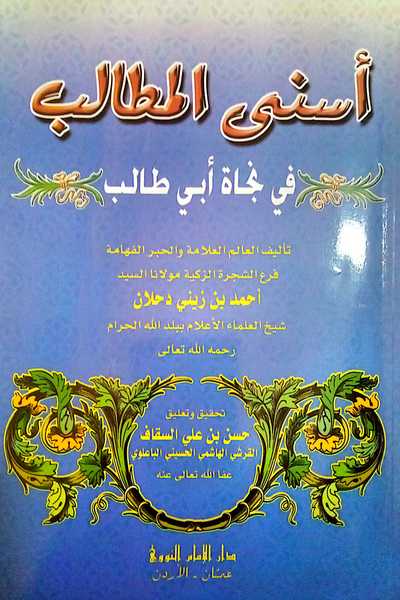 أسنى المطالب
في نجاة أبي طالب
تأليف العالم العلامة والحبر الفهامة
فرع الشجرة الزكية مولانا السيد
أحمد بن زيني دحلان
شيخ العلماء الأعلام ببلد الله الحرام
رحمه الله تعالى
تحقيق وتعليق
حسن بن علي السقاف
القرشي الهاشمي الحسيني الباعلوي
عفا الله تعالى عنه
دار الإمام النووي
عمان - الأردن